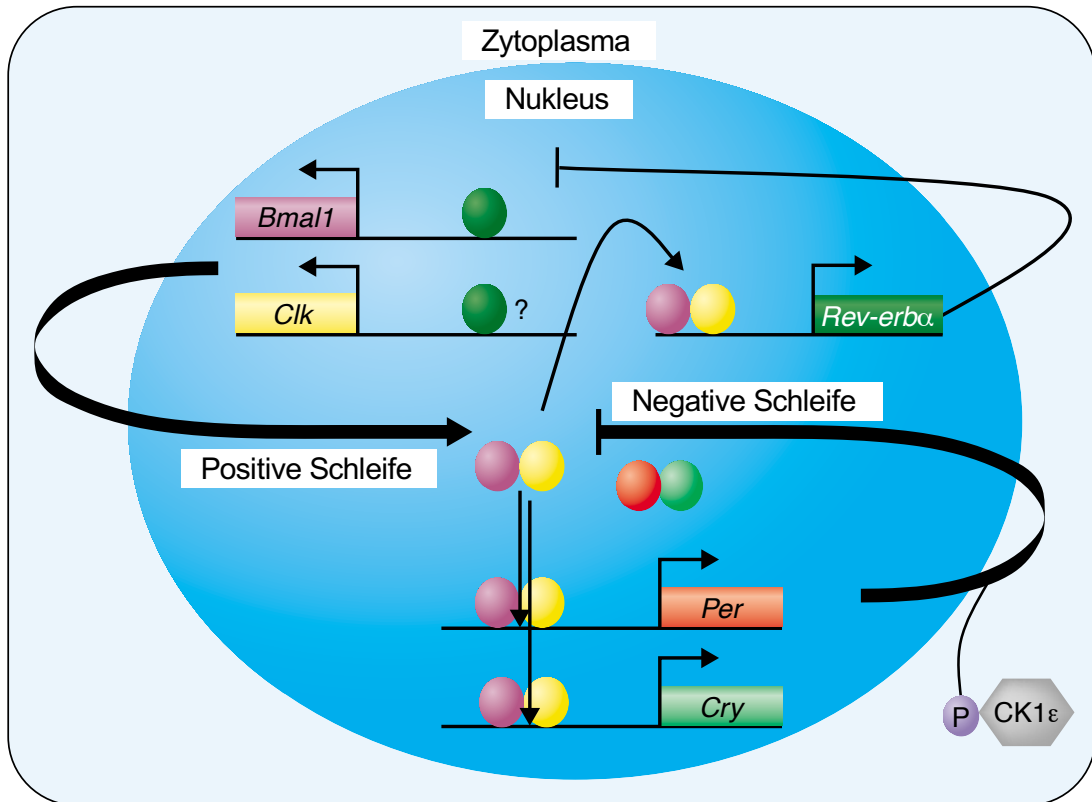 Zytoplasma
Nukleus
Bmal1
Clk
?
Rev-erbα
Negative Schleife
Positive Schleife
Per
Cry
P
CK1ε